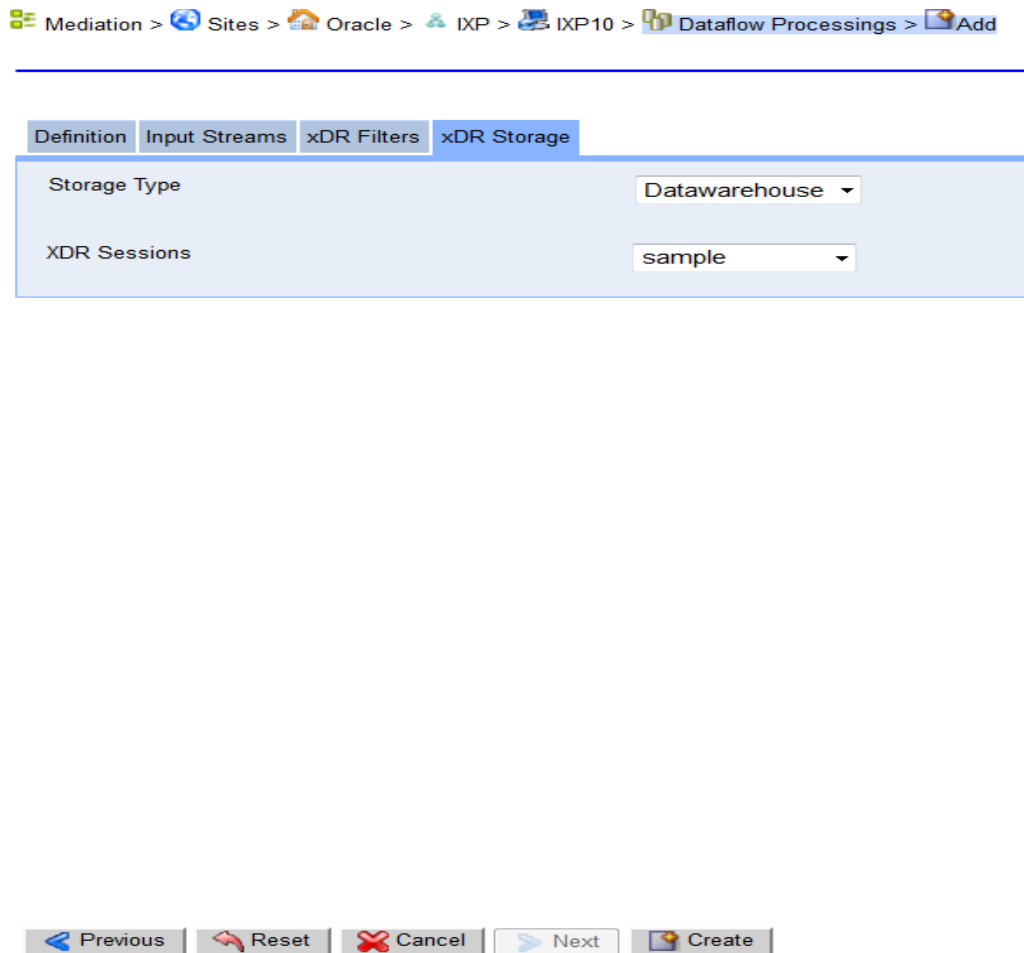 Mediation > Sites > Oracle > IXP > IXP10 > Dataflow Processings > Add
Definition Input Streams xDR Filters xDR Storage
Storage Type Datawarehouse
XDR Sessions sample
Previous Reset Cancel Next Create